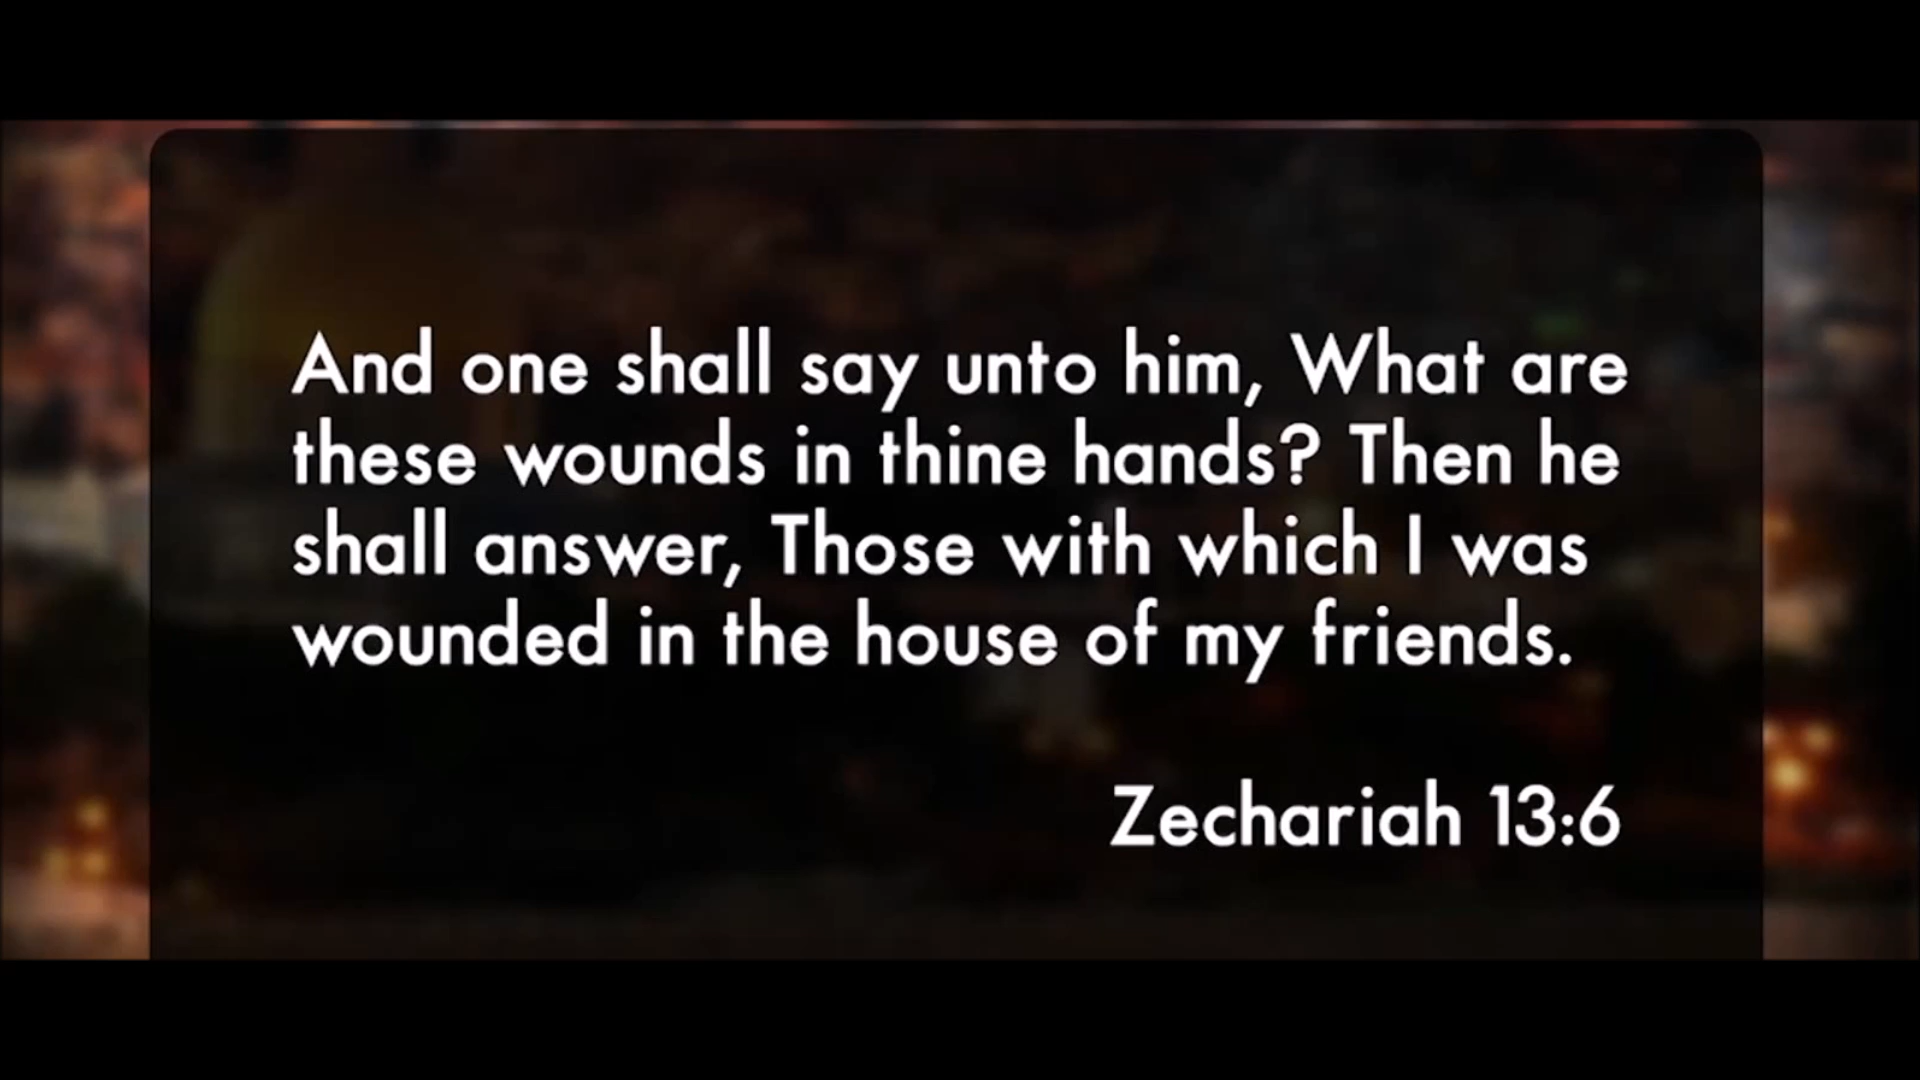 And one shall say unto him, What are
these wounds in thine hands? Then he
shall answer, Those with which I was
wounded in the house of my friends.
Zechariah 13:6